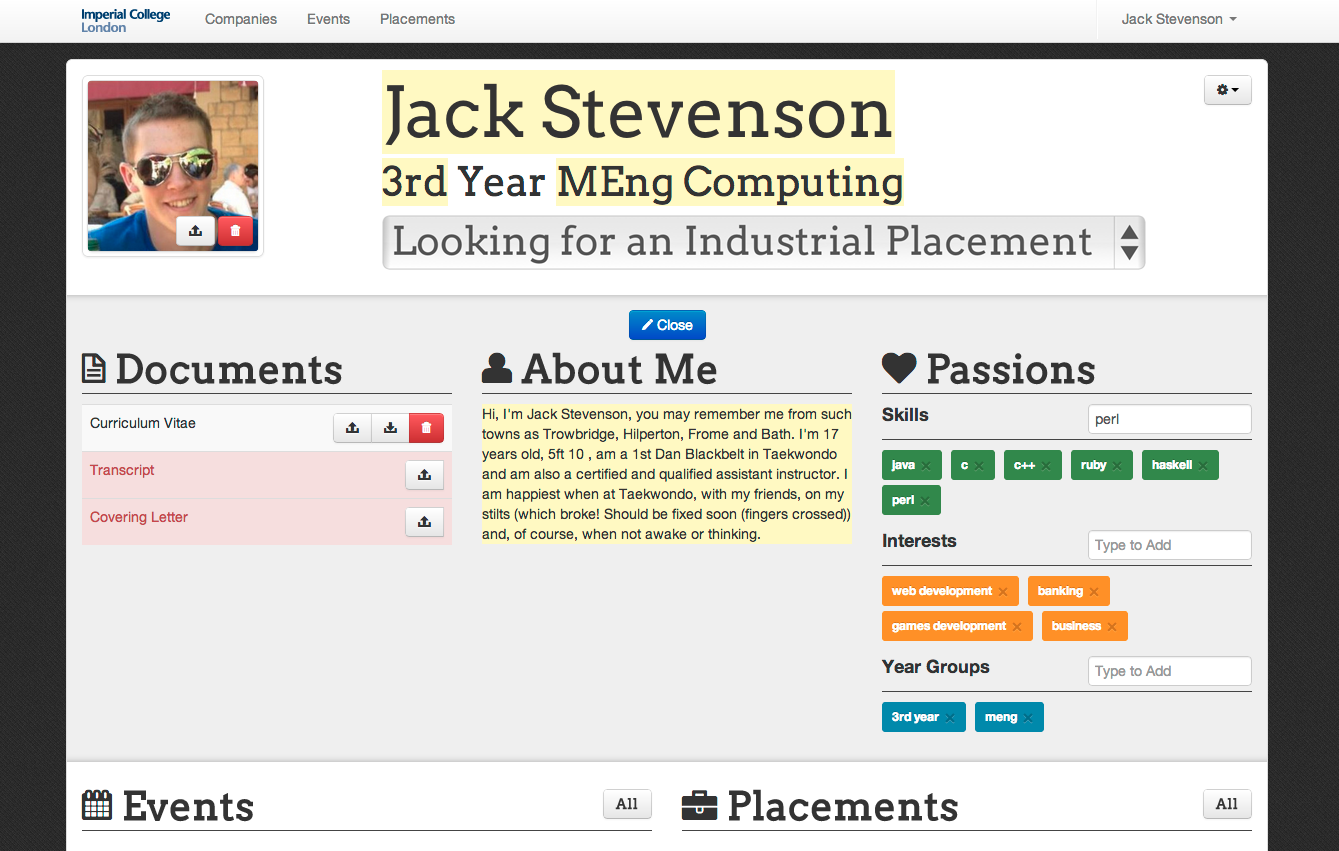 Imperial College
London
Companies
Events
Placements
Jack Stevenson
Jack Stevenson
3rd Year MEng Computing
Looking for an Industrial Placement
Close
Documents
Curriculum Vitae
Transcript
Covering Letter
About Me
Hi, I'm Jack Stevenson, you may remember me from such
towns as Trowbridge, Hilperton, Frome and Bath. I'm 17
years old, 5ft 10 , am a 1st Dan Blackbelt in Taekwondo
and am also a certified and qualified assistant instructor. I
am happiest when at Taekwondo, with my friends, on my
stilts (which broke! Should be fixed soon (fingers crossed))
and, of course, when not awake or thinking.
Passions
Skills
perl
java
c
c++
ruby
haskell
perl
Interests
Type to Add
web development
banking
games development
business
Year Groups
Type to Add
3rd year
meng
Events
All
Placements
All